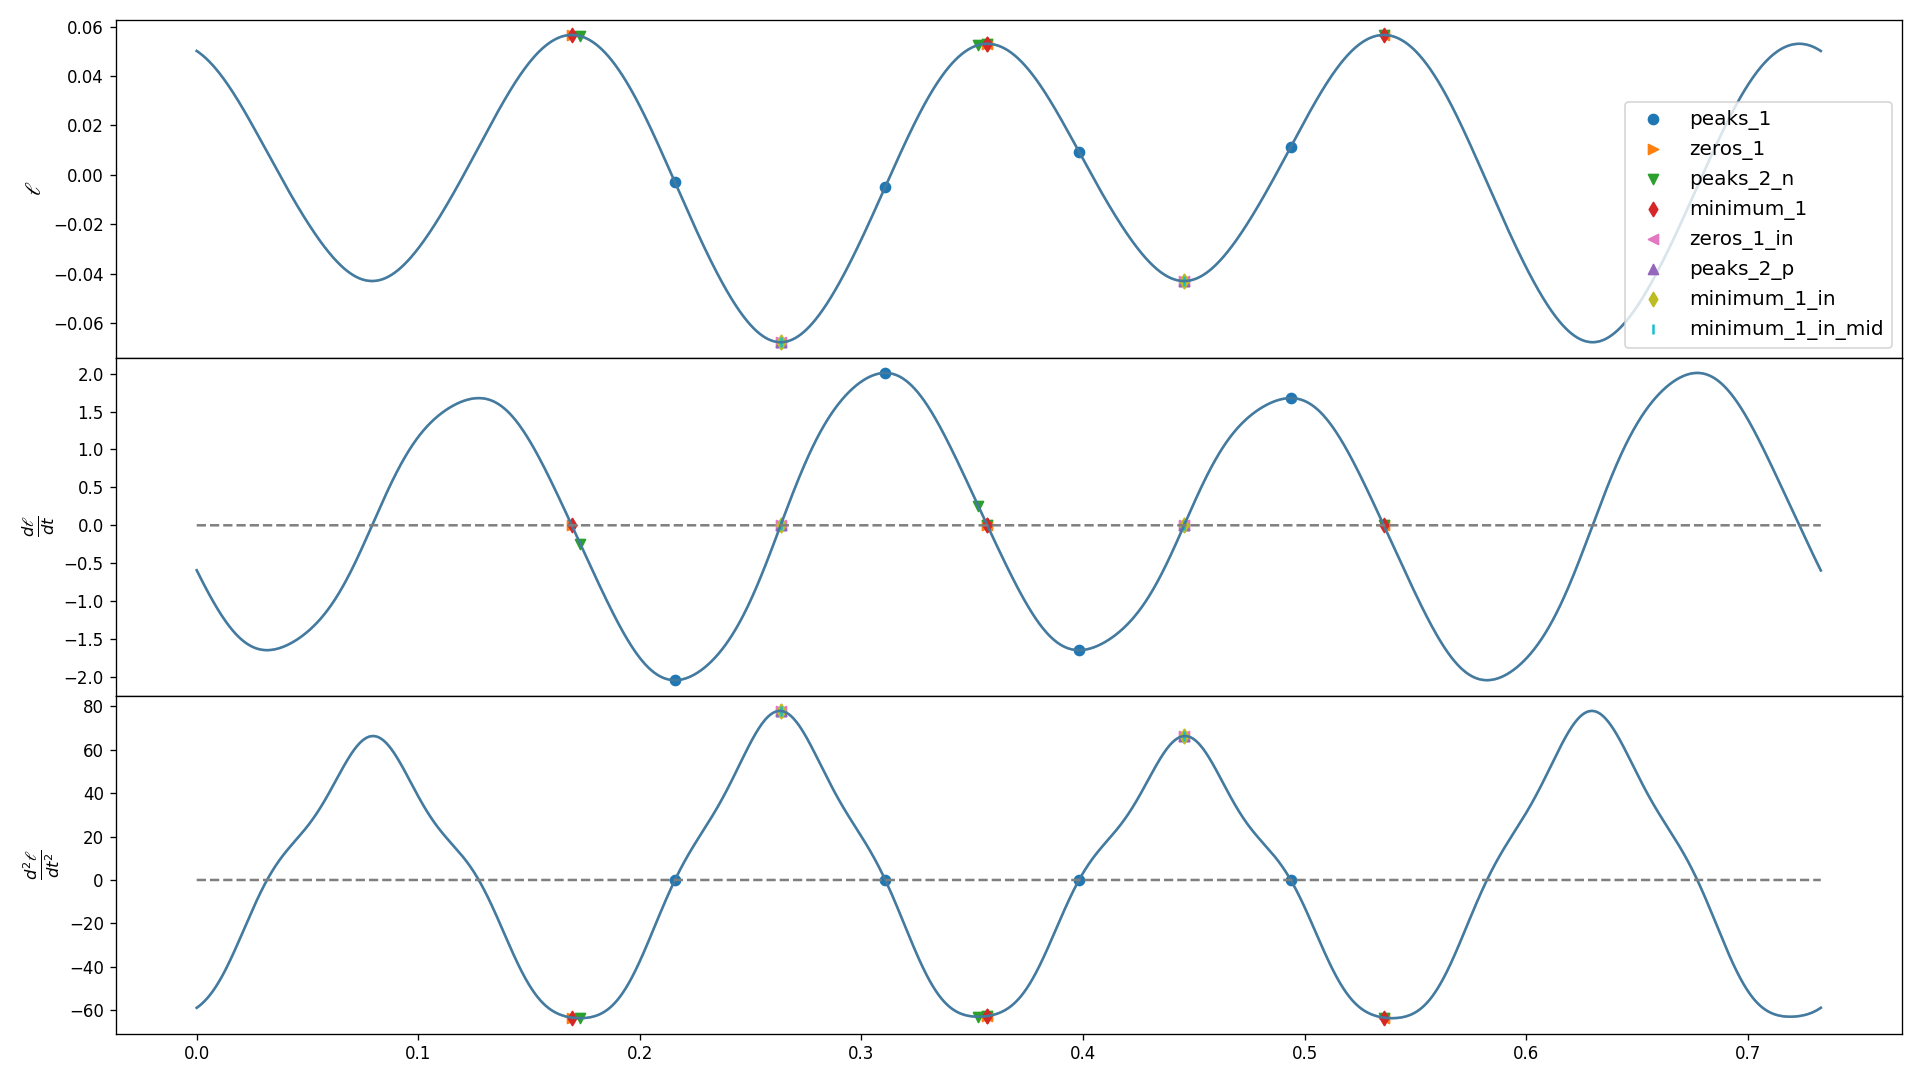 0.06
0.04
0.02
0.00
−0.02
−0.04
−0.06
ℓ
peaks_1
zeros_1
peaks_2_n
minimum_1
zeros_1_in
peaks_2_p
minimum_1_in
minimum_1_in_mid
2.0
1.5
1.0
0.5
0.0
−0.5
−1.0
−1.5
−2.0
dℓ
dt
80
60
40
20
0
−20
−40
−60
d²ℓ
dt²
0.0 0.1 0.2 0.3 0.4 0.5 0.6 0.7